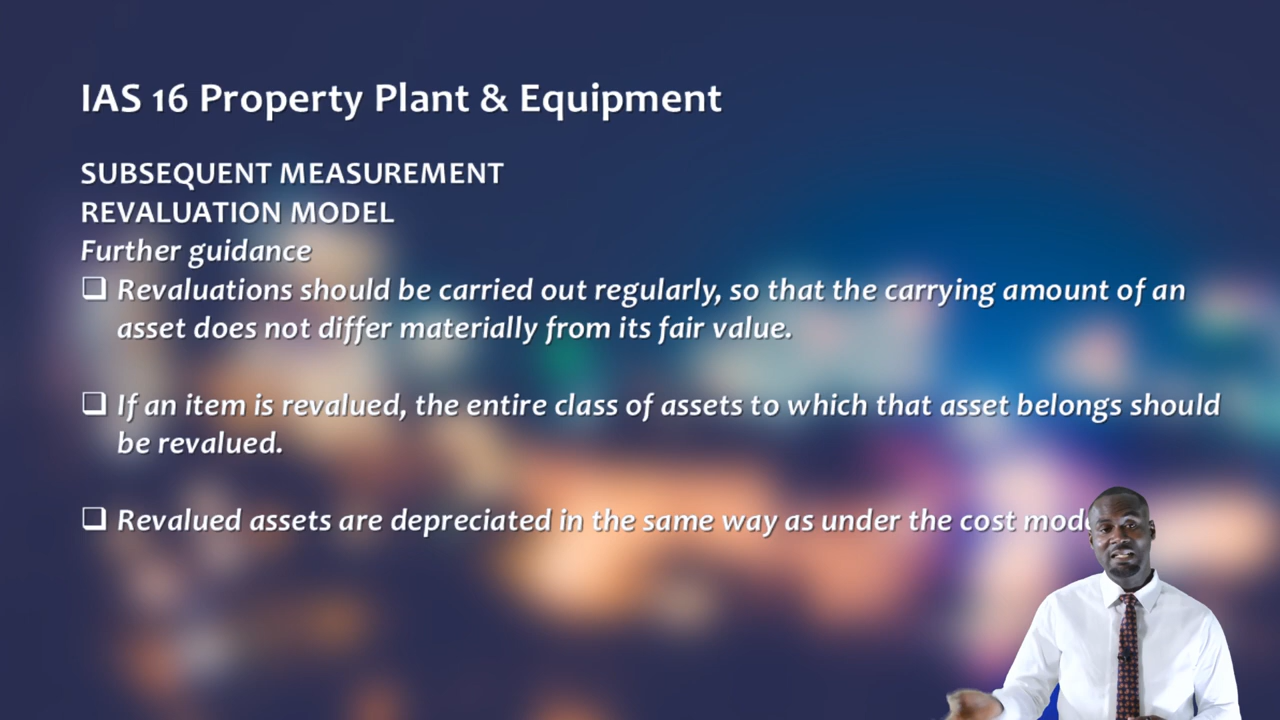 IAS 16 Property Plant & Equipment
SUBSEQUENT MEASUREMENT
REVALUATION MODEL
Further guidance
❑ Revaluations should be carried out regularly, so that the carrying amount of an
asset does not differ materially from its fair value.
❑ If an item is revalued, the entire class of assets to which that asset belongs should
be revalued.
❑ Revalued assets are depreciated in the same way as under the cost